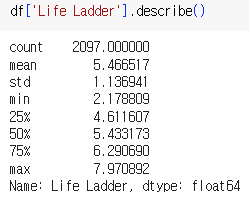 df['Life Ladder'].describe()
count 2097.000000
mean 5.466517
std 1.136941
min 2.178809
25% 4.611607
50% 5.433173
75% 6.290690
max 7.970892
Name: Life Ladder, dtype: float64